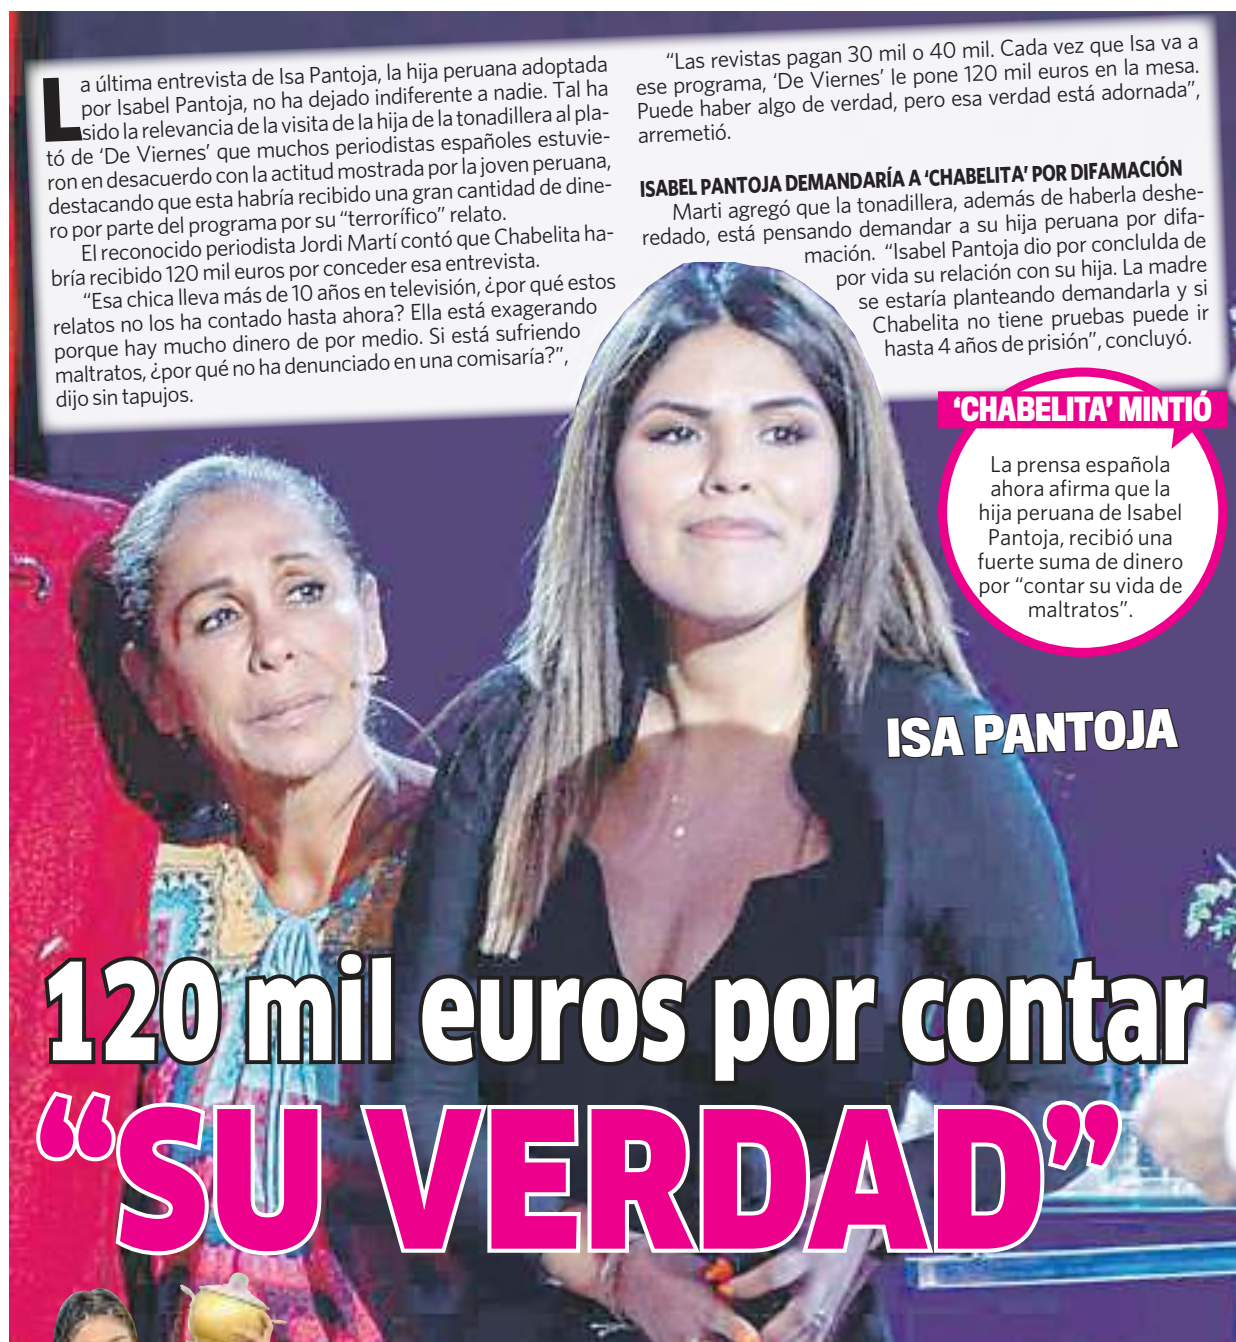 La última entrevista de Isa Pantoja, la hija peruana adoptada
por Isabel Pantoja, no ha dejado indiferente a nadie. Tal ha
sido la relevancia de la visita de la hija de la tonadillera al pla-
tó de ‘De Viernes’ que muchos periodistas españoles estuvie-
ron en desacuerdo con la actitud mostrada por la joven peruana,
destacando que esta habría recibido una gran cantidad de dine-
ro por parte del programa por su “terrorífico” relato.
El reconocido periodista Jordi Martí contó que Chabelita ha-
bría recibido 120 mil euros por conceder esa entrevista.
“Esa chica lleva más de 10 años en televisión, ¿por qué estos
relatos no los ha contado hasta ahora? Ella está exagerando
porque hay mucho dinero de por medio. Si está sufriendo
maltratos, ¿por qué no ha denunciado en una comisaría?”,
dijo sin tapujos.
“Las revistas pagan 30 mil o 40 mil. Cada vez que Isa va a
ese programa, ‘De Viernes’ le pone 120 mil euros en la mesa.
Puede haber algo de verdad, pero esa verdad está adornada”,
arremetió.
ISABEL PANTOJA DEMANDARÍA A ‘CHABELITA’ POR DIFAMACIÓN
Marti agregó que la tonadillera, además de haberla deshe-
redado, está pensando demandar a su hija peruana por difa-
mación. “Isabel Pantoja dio por conclulda de
por vida su relación con su hija. La madre
se estaría planteando demandarla y si
Chabelita no tiene pruebas puede ir
hasta 4 años de prisión”, concluyó.
‘CHABELITA’ MINTIÓ
La prensa española
ahora afirma que la
hija peruana de Isabel
Pantoja, recibió una
fuerte suma de dinero
por “contar su vida de
maltratos”.
ISA PANTOJA
120 mil euros por contar
“SU VERDAD”